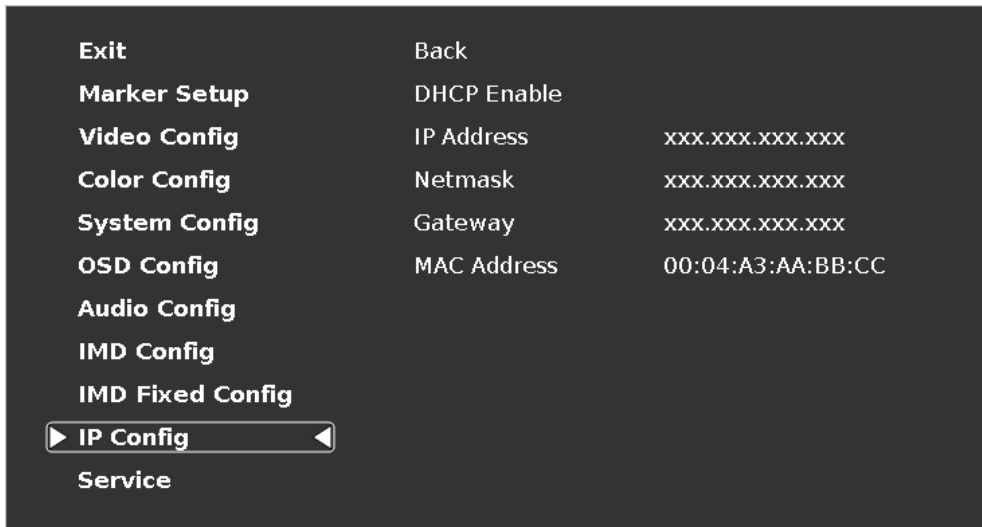 Exit Back
Marker Setup DHCP Enable
Video Config IP Address xxx.xxx.xxx.xxx
Color Config Netmask xxx.xxx.xxx.xxx
System Config Gateway xxx.xxx.xxx.xxx
OSD Config MAC Address 00:04:A3:AA:BB:CC
Audio Config
IMD Config
IMD Fixed Config
IP Config
Service